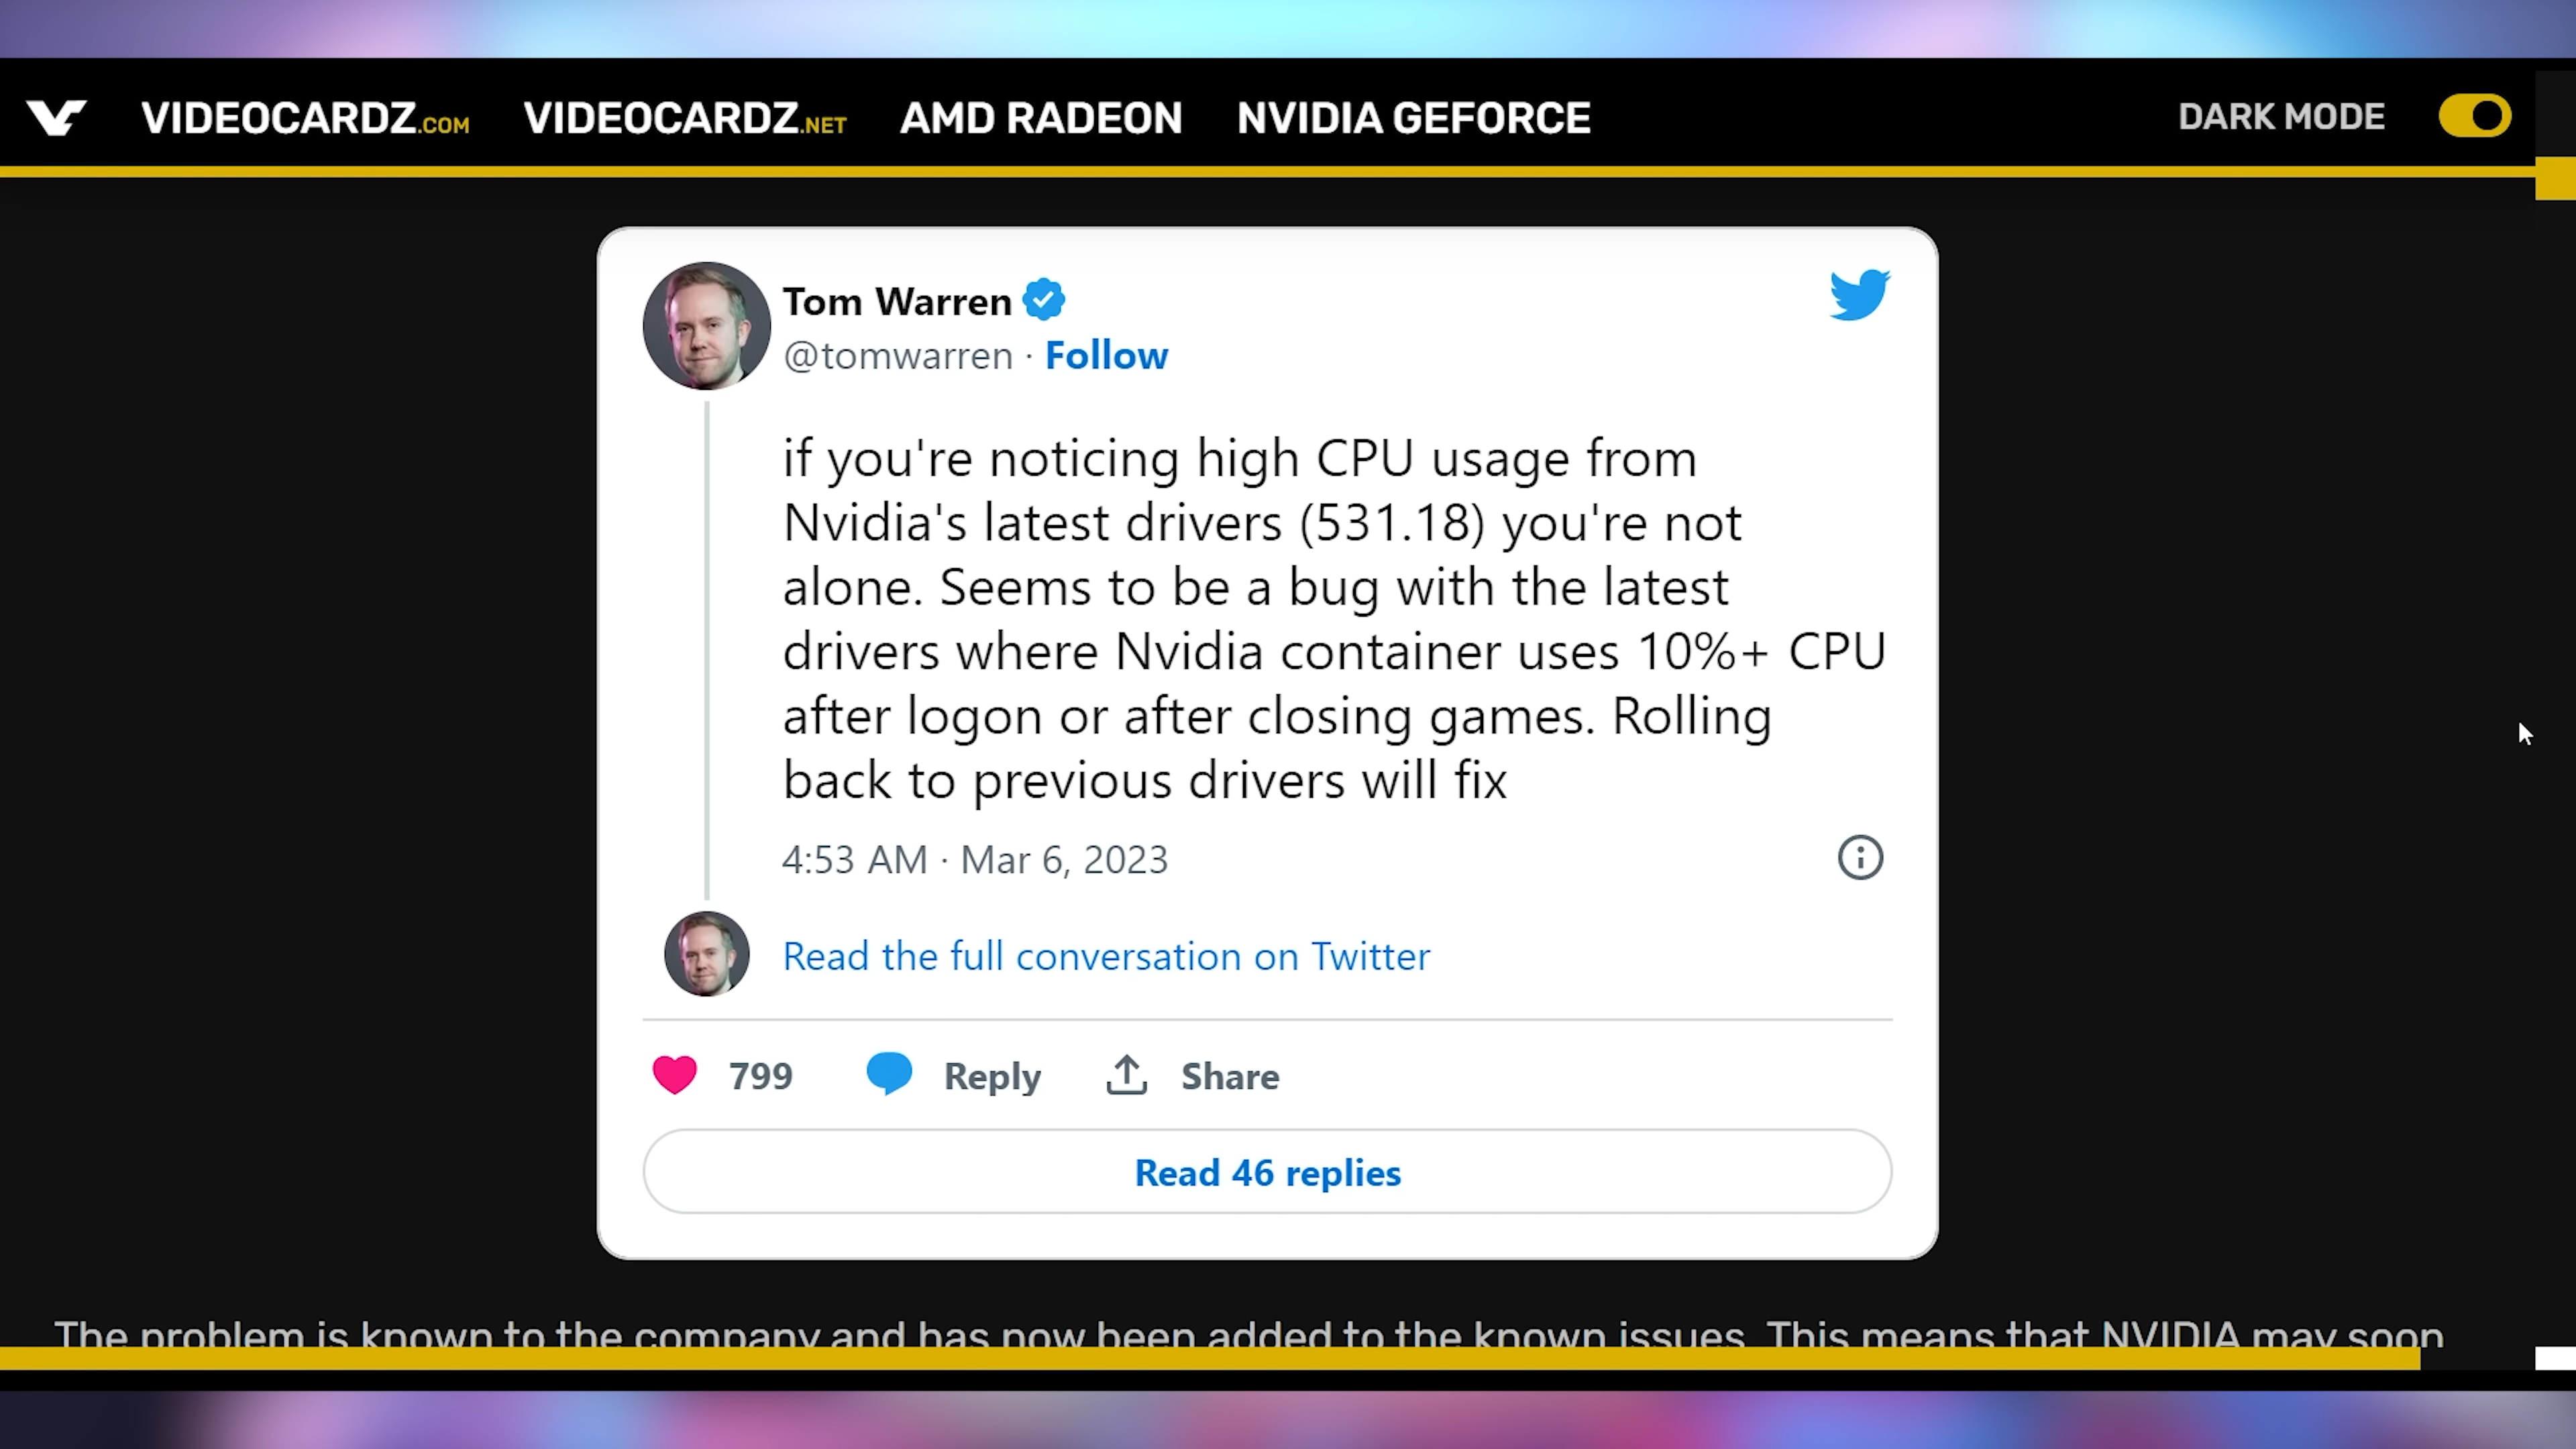 VIDEOCARDZ.COM VIDEOCARDZ.NET AMD RADEON NVIDIA GEFORCE DARK MODE
Tom Warren
@tomwarren · Follow
if you're noticing high CPU usage from
Nvidia's latest drivers (531.18) you're not
alone. Seems to be a bug with the latest
drivers where Nvidia container uses 10%+ CPU
after logon or after closing games. Rolling
back to previous drivers will fix
4:53 AM · Mar 6, 2023
Read the full conversation on Twitter
799 Reply Share
Read 46 replies
The problem is known to the company and has now been added to the known issues. This means that NVIDIA may soon